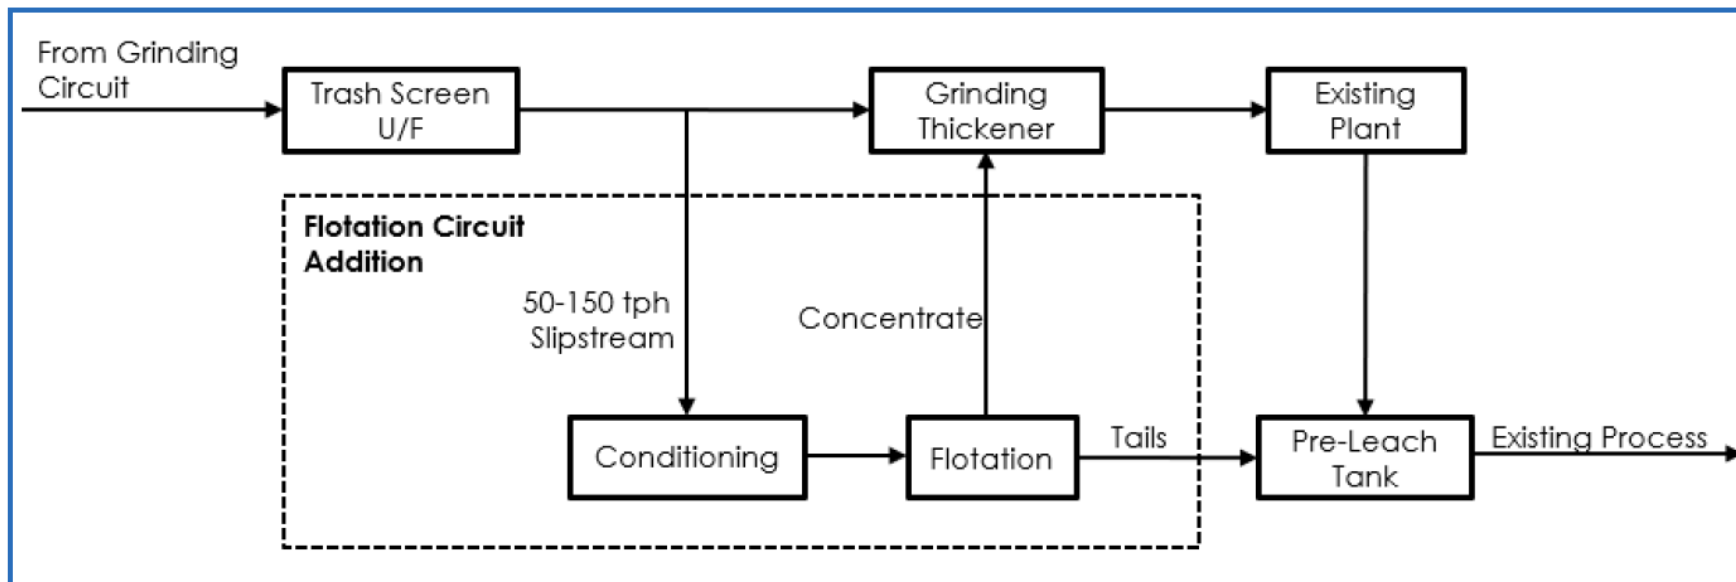 From Grinding
Circuit
Trash Screen
U/F
Grinding
Thickener
Existing
Plant
Flotation Circuit
Addition
50-150 tph
Slipstream
Concentrate
Conditioning
Flotation
Tails
Pre-Leach
Tank
Existing Process